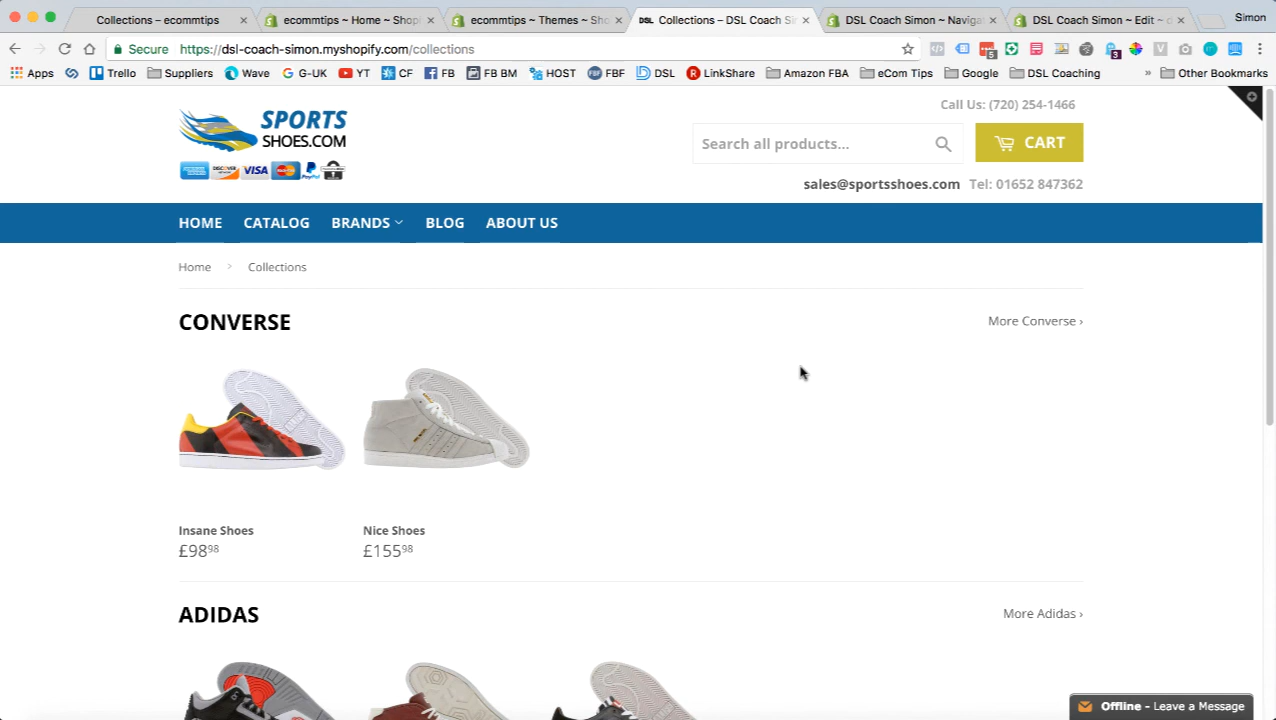 Collections – ecommtips
ecommtips ~ Home ~ Shopi
ecommtips ~ Themes ~ Sho
DSL Collections – DSL Coach Si
DSL Coach Simon ~ Naviga
DSL Coach Simon ~ Edit ~ d
Simon
Secure https://dsl-coach-simon.myshopify.com/collections
Apps Trello Suppliers Wave G-UK YT CF FB FB BM HOST FBF DSL LinkShare Amazon FBA eCom Tips Google DSL Coaching » Other Bookmarks
SPORTS
SHOES.COM
DISCOVER VISA
Call Us: (720) 254-1466
Search all products...
CART
sales@sportsshoes.com Tel: 01652 847362
HOME CATALOG BRANDS BLOG ABOUT US
Home › Collections
CONVERSE
More Converse ›
Insane Shoes
£98 98
Nice Shoes
£155 98
ADIDAS
More Adidas ›
Offline - Leave a Message